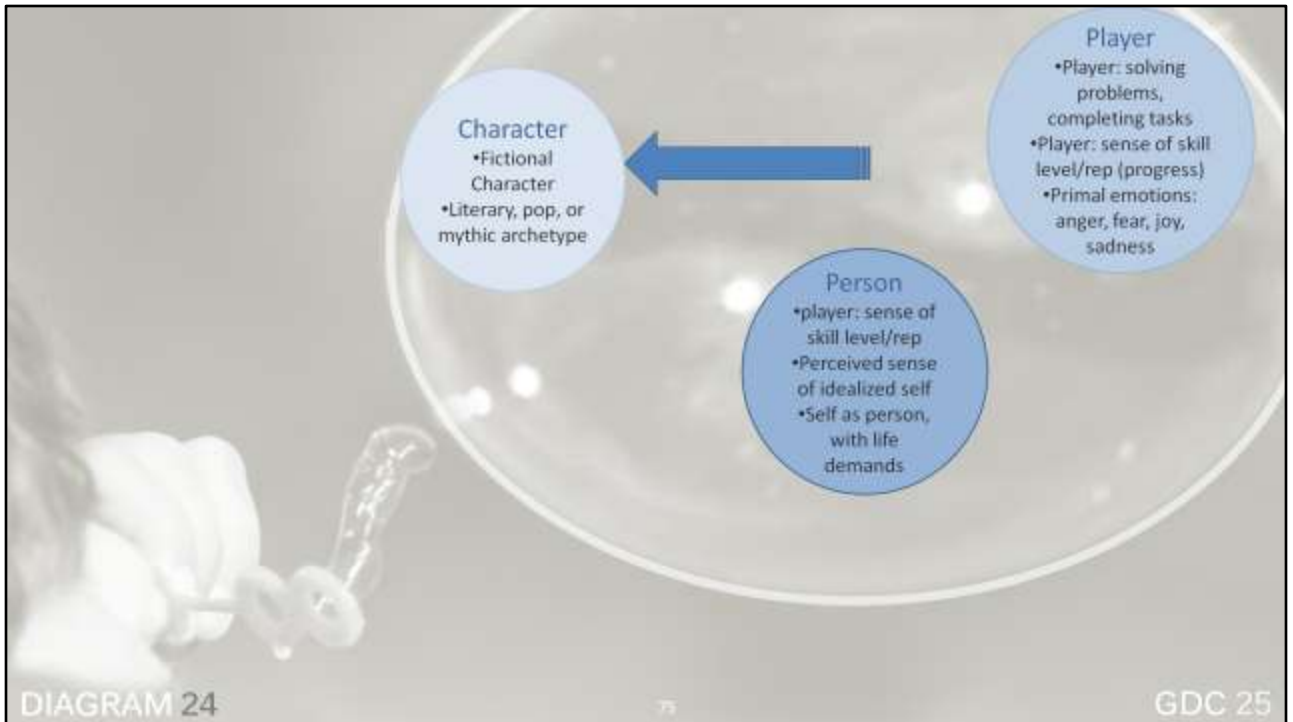 Character
•Fictional
Character
•Literary, pop, or
mythic archetype
Player
•Player: solving
problems,
completing tasks
•Player: sense of skill
level/rep (progress)
•Primal emotions:
anger, fear, joy,
sadness
Person
•player: sense of
skill level/rep
•Perceived sense
of idealized self
•Self as person,
with life
demands
DIAGRAM 24
75
GDC 25